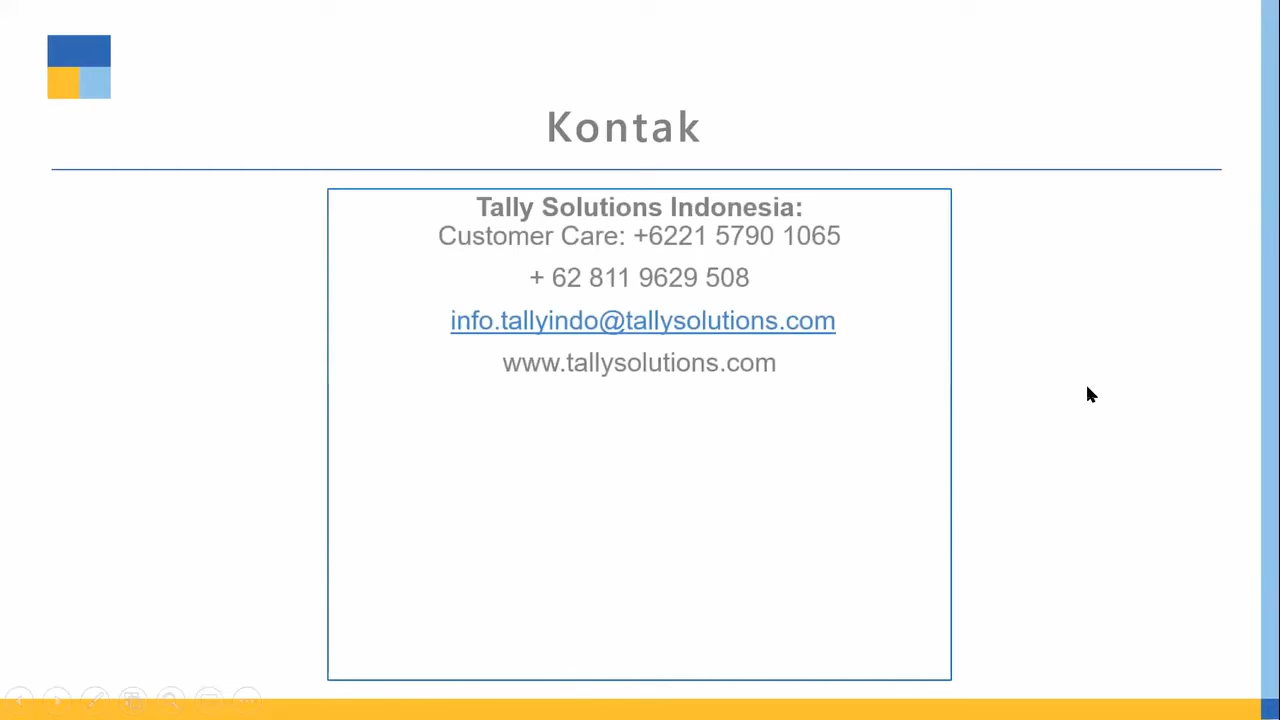 Kontak
Tally Solutions Indonesia:
Customer Care: +6221 5790 1065
+ 62 811 9629 508
info.tallyindo@tallysolutions.com
www.tallysolutions.com